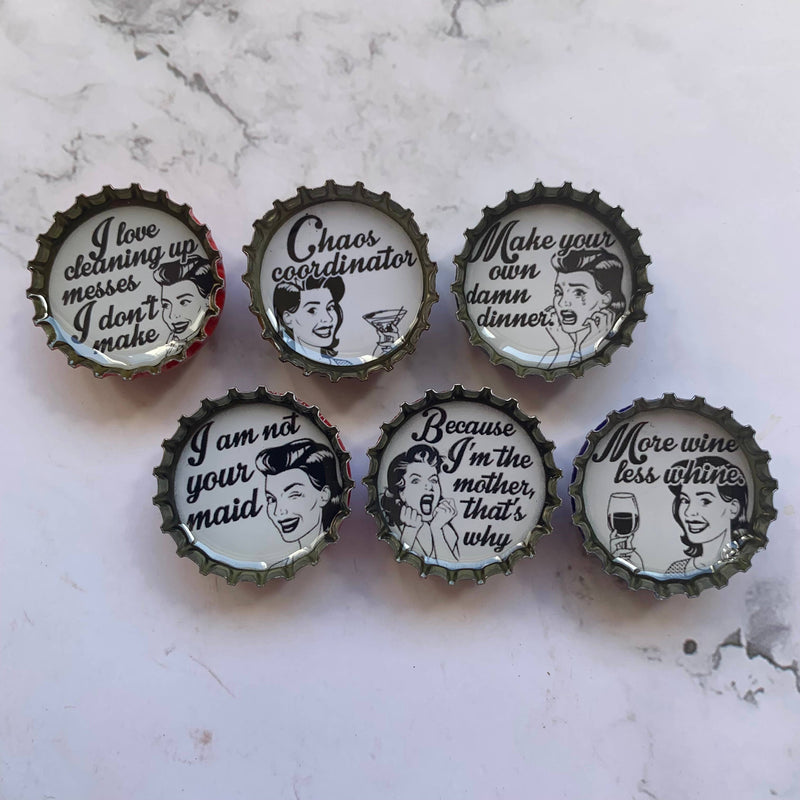 I love
cleaning up
messes
I don't
make
Chaos
coordinator
Make your
own
damn
dinner.
I am not
your
maid
Because
I'm the
mother,
that's
why
More wine
less whine.